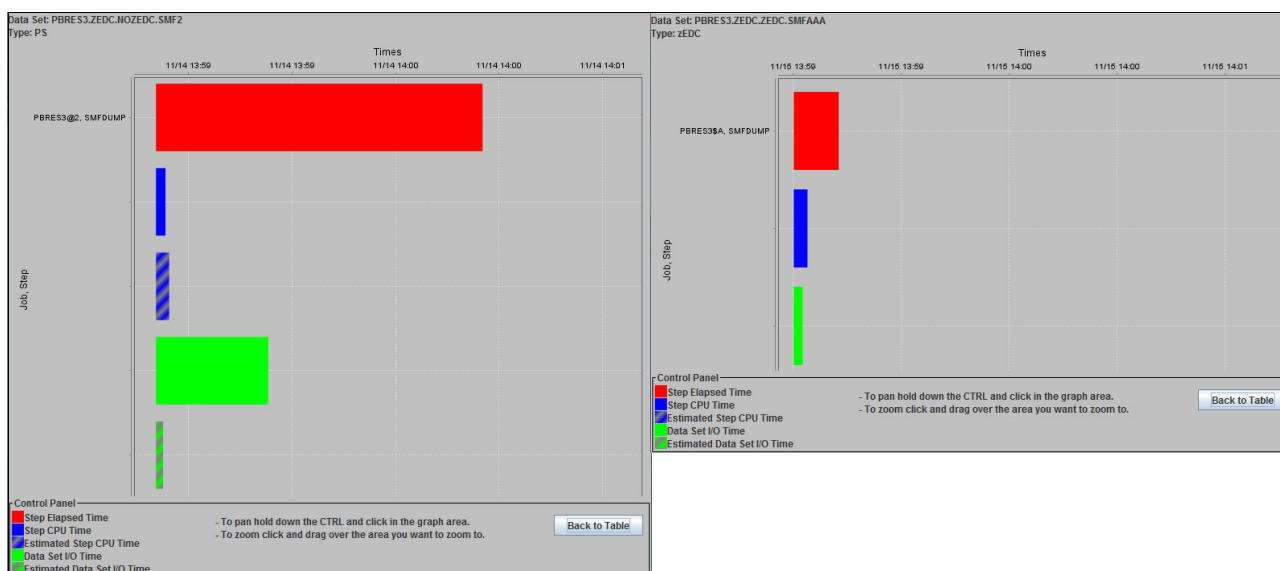 Data Set: PBRES3.ZEDC.NOZEDC.SMF2
Type: PS
Times
11/14 13:59 11/14 13:59 11/14 14:00 11/14 14:00 11/14 14:01
PBRES3@2, SMFDUMP
Job, Step
Control Panel
Step Elapsed Time
Step CPU Time
Estimated Step CPU Time
Data Set I/O Time
Estimated Data Set I/O Time
- To pan hold down the CTRL and click in the graph area.
- To zoom click and drag over the area you want to zoom to.
Back to Table
Data Set: PBRES3.ZEDC.ZEDC.SMFAAA
Type: zEDC
Times
11/15 13:59 11/15 13:59 11/15 14:00 11/15 14:00 11/15 14:01
PBRES3$A, SMFDUMP
Job, Step
Control Panel
Step Elapsed Time
Step CPU Time
Estimated Step CPU Time
Data Set I/O Time
Estimated Data Set I/O Time
- To pan hold down the CTRL and click in the graph area.
- To zoom click and drag over the area you want to zoom to.
Back to Table